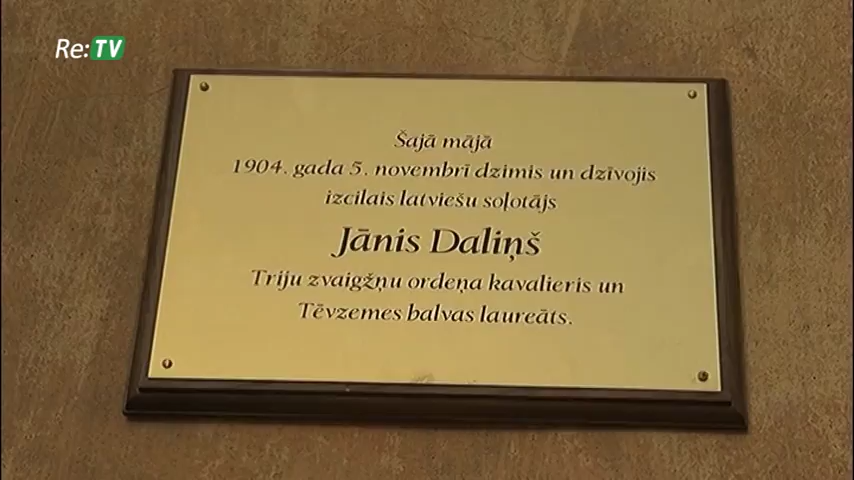 Re:TV
Šajā mājā
1904. gada 5. novembrī dzimis un dzīvojis
izcilais latviešu soļotājs
Jānis Daliņš
Triju zvaigžņu ordeņa kavalieris un
Tēvzemes balvas laureāts.